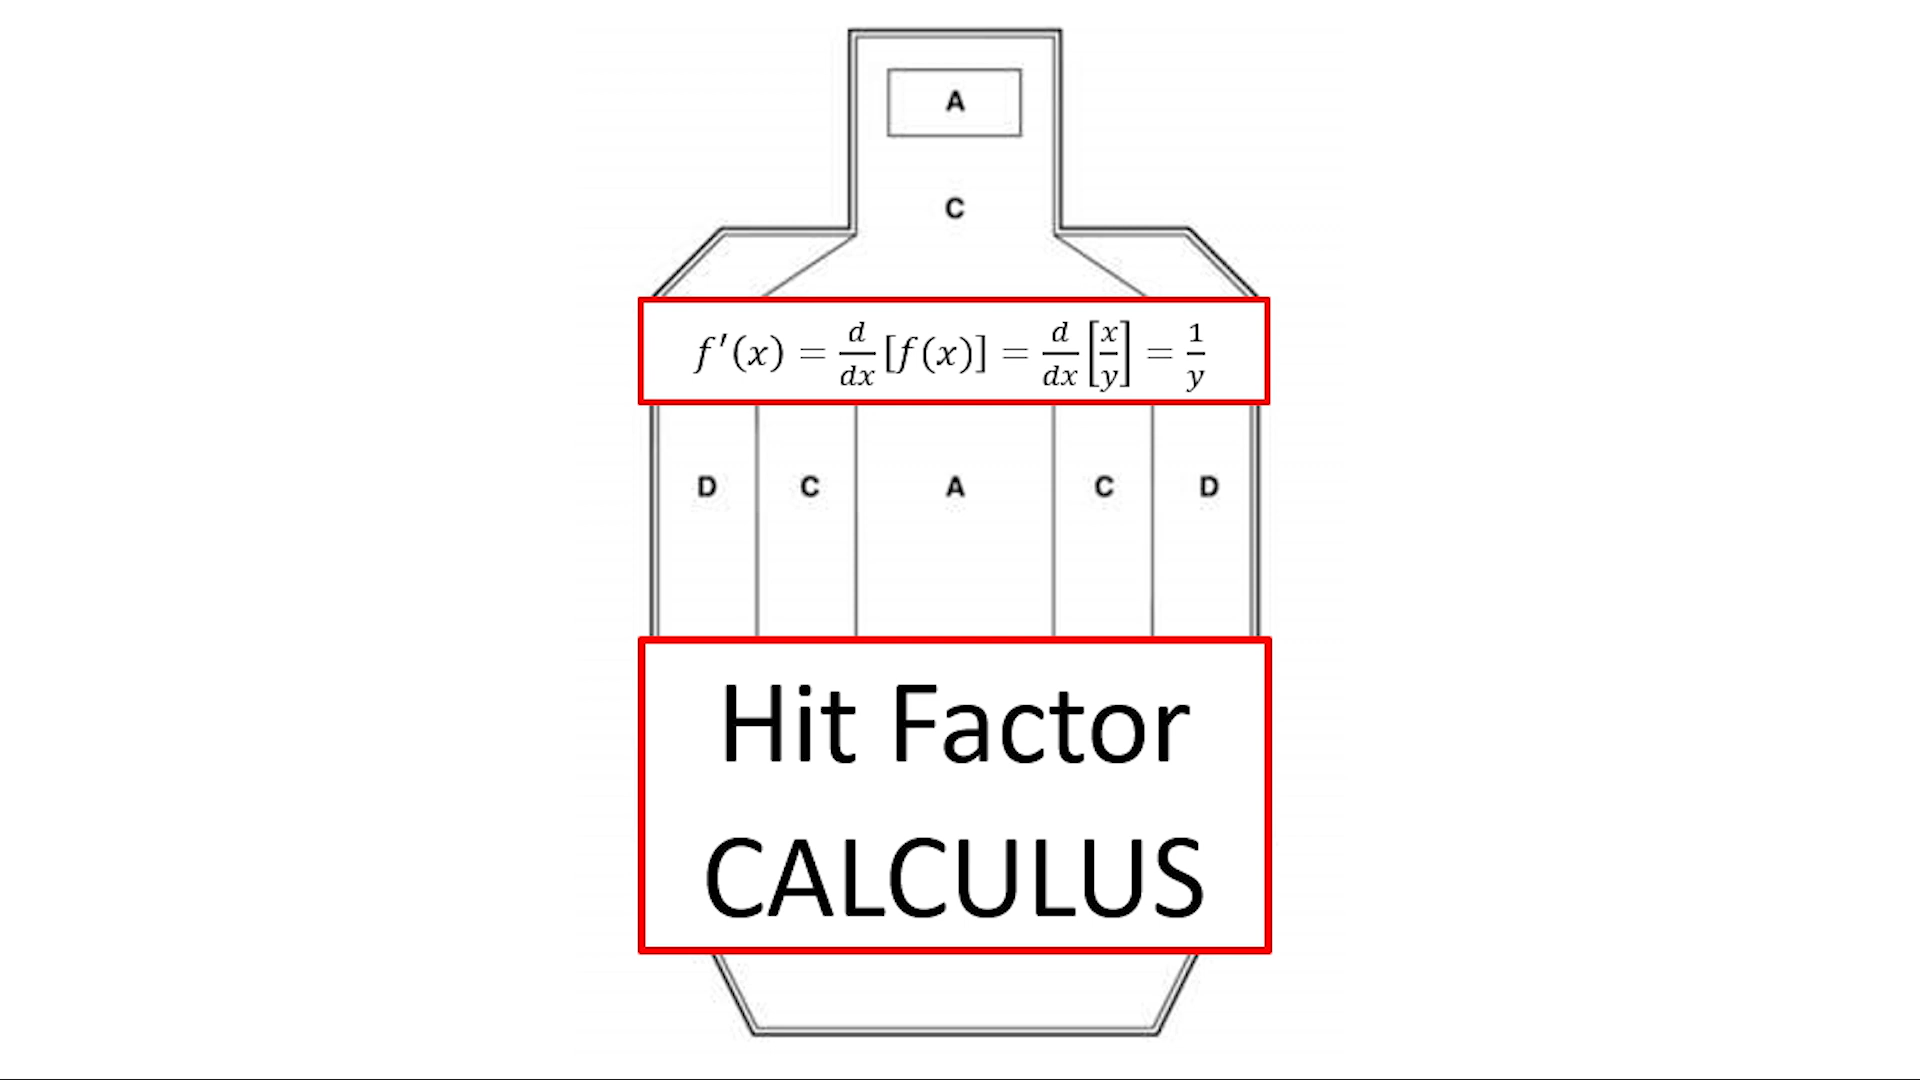 A
C
f′(x) = d/dx [f(x)] = d/dx [x/y] = 1/y
D C A C D
Hit Factor
CALCULUS